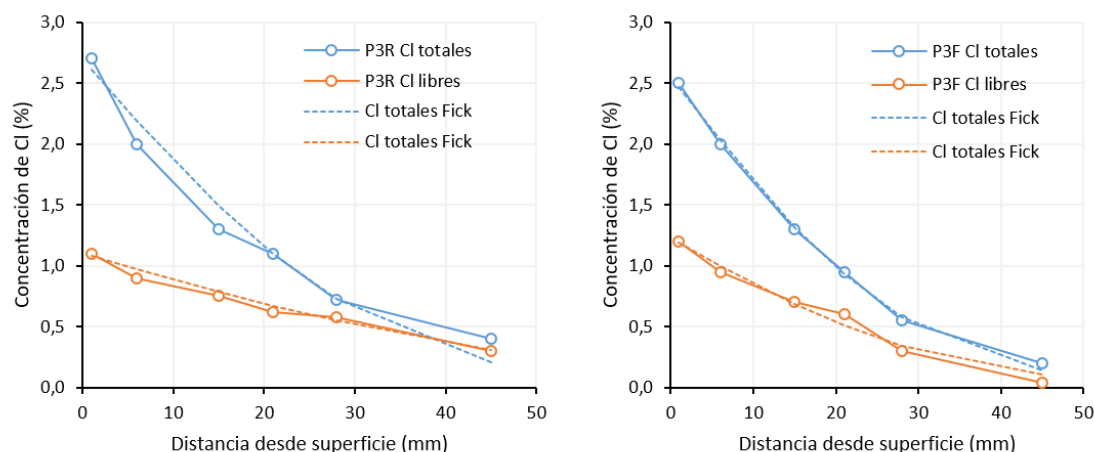 3,0
2,5
2,0
1,5
1,0
0,5
0,0
Concentración de Cl (%)
P3R Cl totales
P3R Cl libres
Cl totales Fick
Cl totales Fick
0 10 20 30 40 50
Distancia desde superficie (mm)
3,0
2,5
2,0
1,5
1,0
0,5
0,0
Concentración de Cl (%)
P3F Cl totales
P3F Cl libres
Cl totales Fick
Cl totales Fick
0 10 20 30 40 50
Distancia desde superficie (mm)